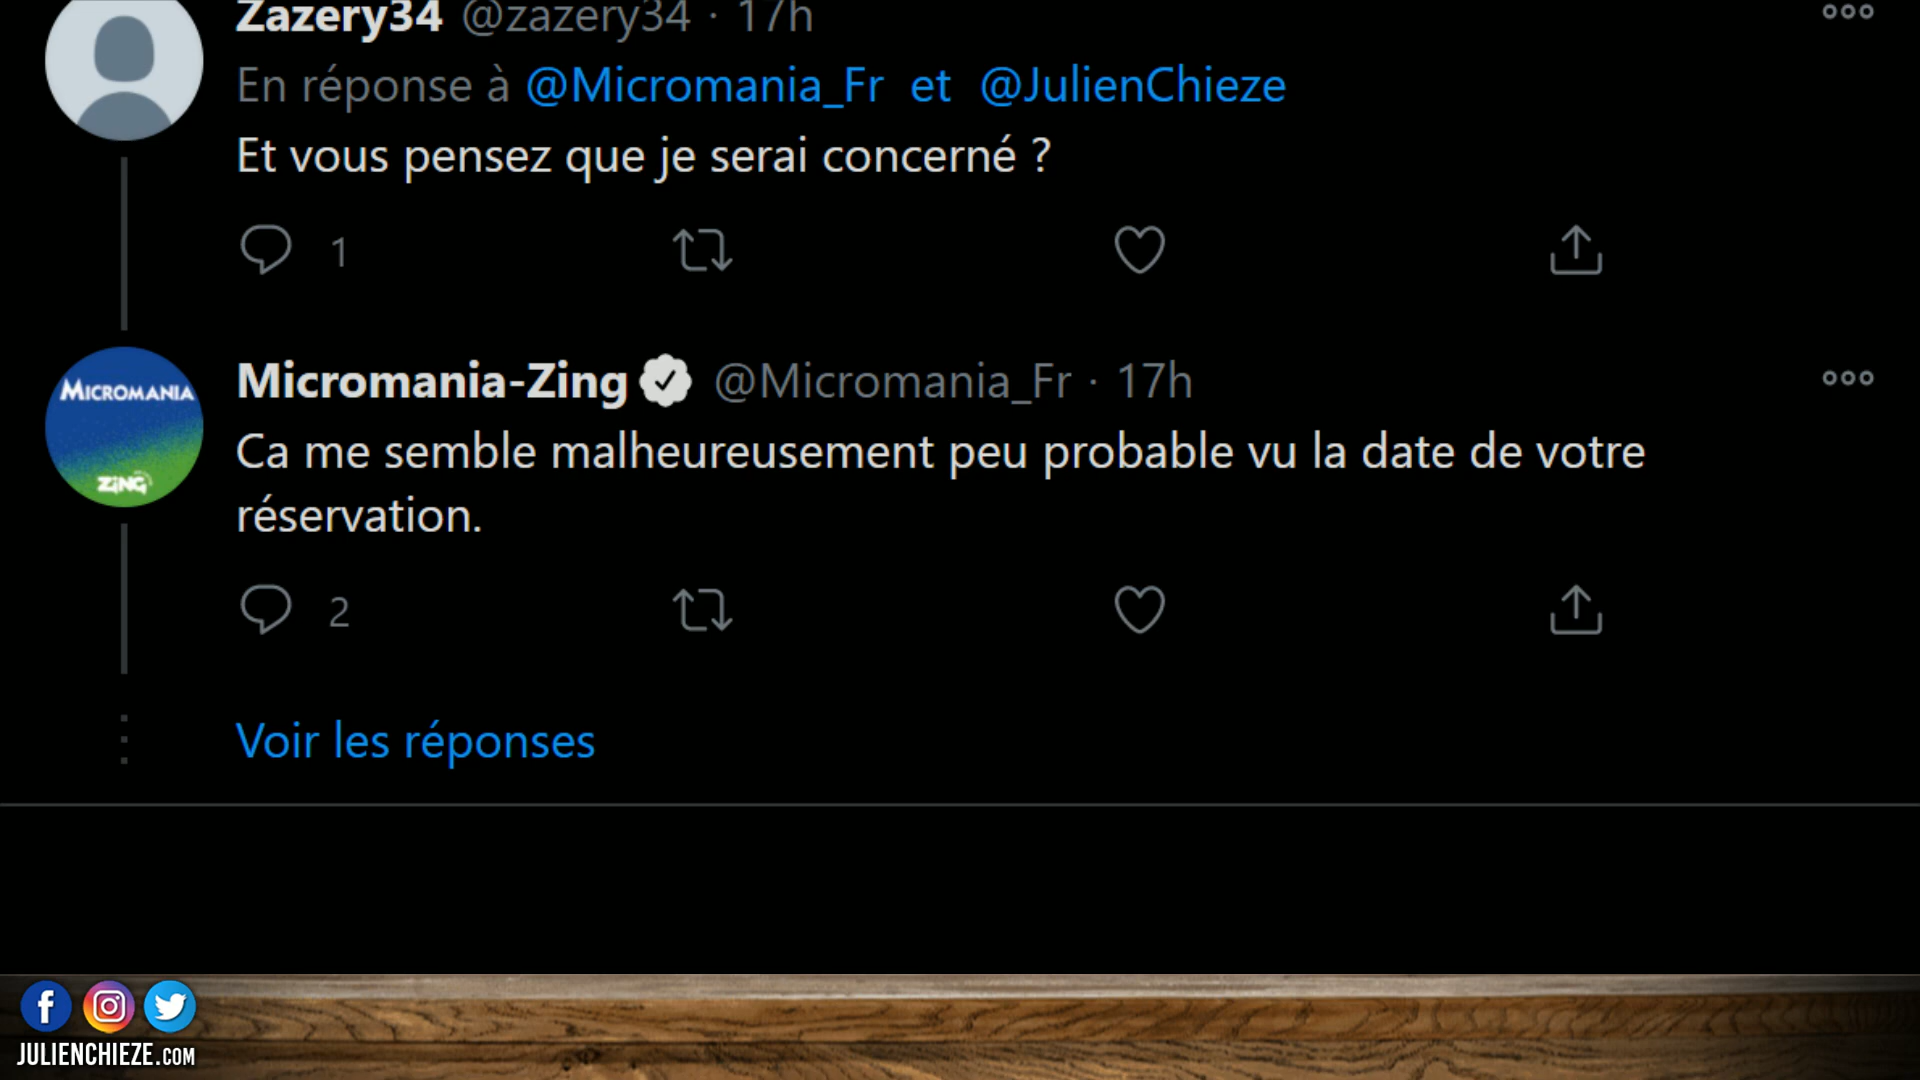 Zazery34 @zazery34 · 17h
En réponse à @Micromania_Fr et @JulienChieze
Et vous pensez que je serai concerné ?
1
MICROMANIA
ZiNG
Micromania-Zing @Micromania_Fr · 17h
Ca me semble malheureusement peu probable vu la date de votre
réservation.
2
Voir les réponses
JULIENCHIEZE.COM